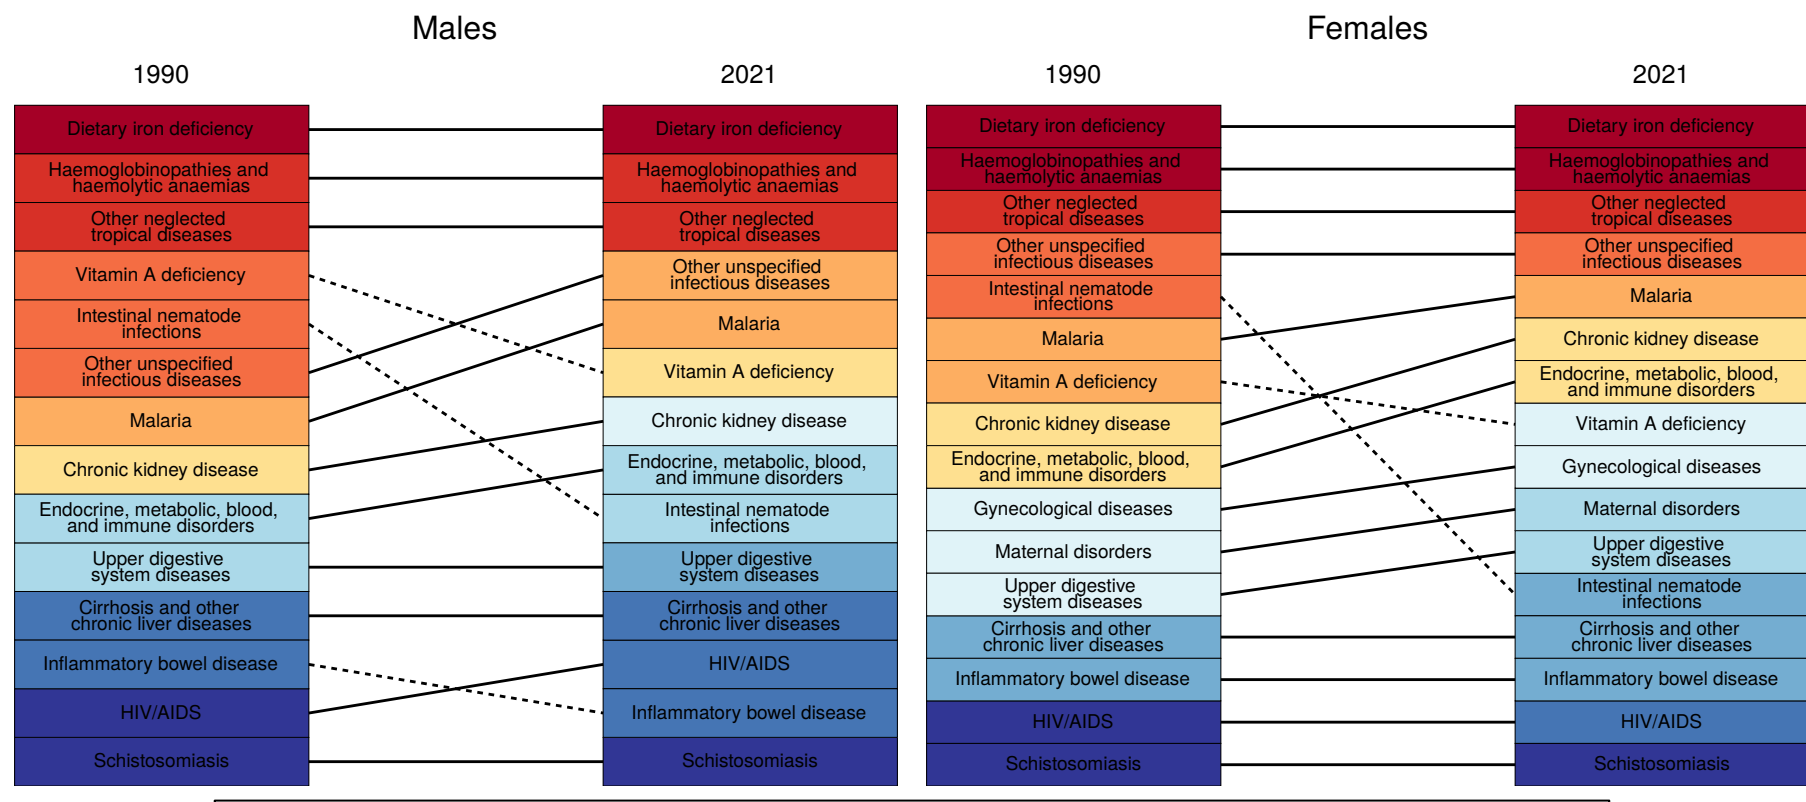 Males
1990
2021
Dietary iron deficiency
Haemoglobinopathies and
haemolytic anaemias
Other neglected
tropical diseases
Vitamin A deficiency
Intestinal nematode
infections
Other unspecified
infectious diseases
Malaria
Chronic kidney disease
Endocrine, metabolic, blood,
and immune disorders
Upper digestive
system diseases
Cirrhosis and other
chronic liver diseases
Inflammatory bowel disease
HIV/AIDS
Schistosomiasis
Dietary iron deficiency
Haemoglobinopathies and
haemolytic anaemias
Other neglected
tropical diseases
Other unspecified
infectious diseases
Malaria
Vitamin A deficiency
Chronic kidney disease
Endocrine, metabolic, blood,
and immune disorders
Intestinal nematode
infections
Upper digestive
system diseases
Cirrhosis and other
chronic liver diseases
HIV/AIDS
Inflammatory bowel disease
Schistosomiasis
Females
1990
2021
Dietary iron deficiency
Haemoglobinopathies and
haemolytic anaemias
Other neglected
tropical diseases
Other unspecified
infectious diseases
Intestinal nematode
infections
Malaria
Vitamin A deficiency
Chronic kidney disease
Endocrine, metabolic, blood,
and immune disorders
Gynecological diseases
Maternal disorders
Upper digestive
system diseases
Cirrhosis and other
chronic liver diseases
Inflammatory bowel disease
HIV/AIDS
Schistosomiasis
Dietary iron deficiency
Haemoglobinopathies and
haemolytic anaemias
Other neglected
tropical diseases
Other unspecified
infectious diseases
Malaria
Chronic kidney disease
Endocrine, metabolic, blood,
and immune disorders
Vitamin A deficiency
Gynecological diseases
Maternal disorders
Upper digestive
system diseases
Intestinal nematode
infections
Cirrhosis and other
chronic liver diseases
Inflammatory bowel disease
HIV/AIDS
Schistosomiasis